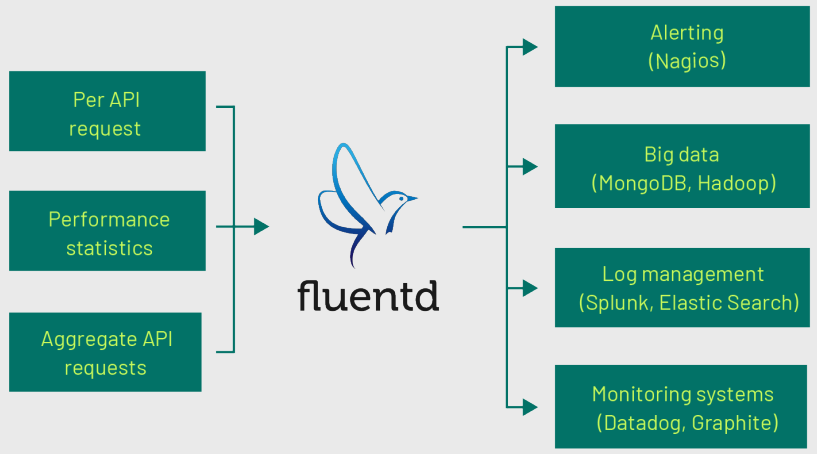 Per API
request
Performance
statistics
Aggregate API
requests
fluentd
Alerting
(Nagios)
Big data
(MongoDB, Hadoop)
Log management
(Splunk, Elastic Search)
Monitoring systems
(Datadog, Graphite)